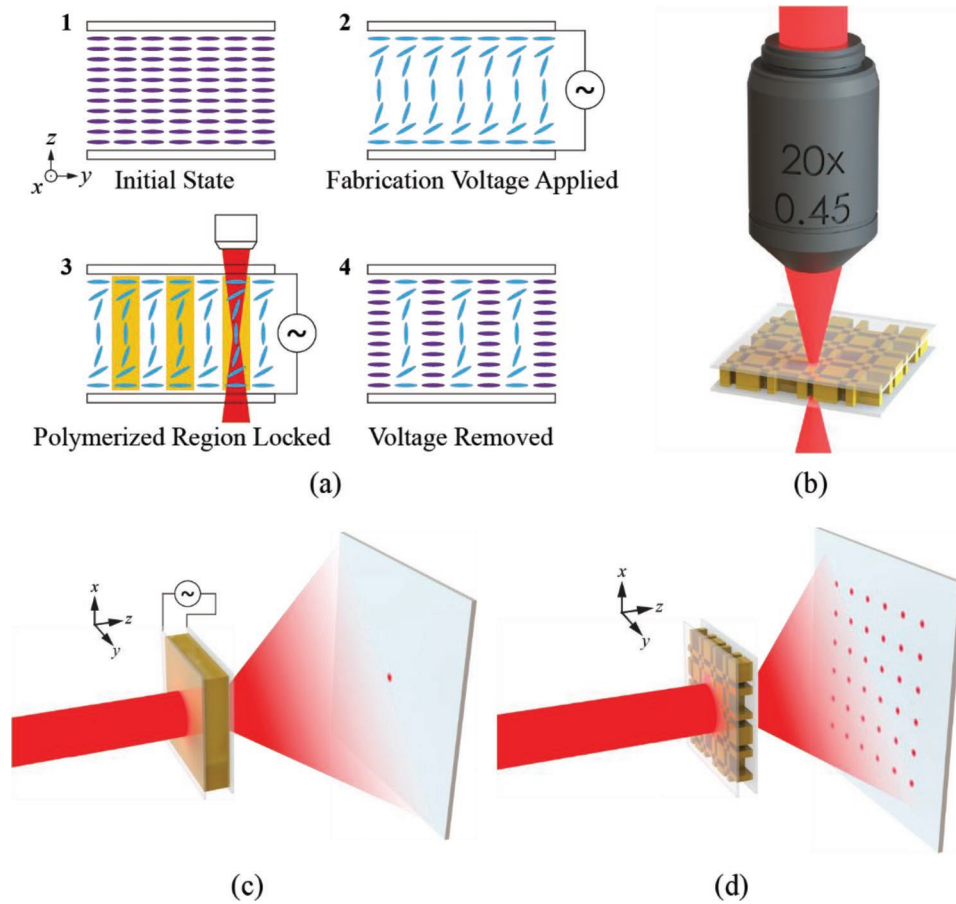 1
2
z
x
y
Initial State
Fabrication Voltage Applied
~
20x
0.45
3
4
~
Polymerized Region Locked
Voltage Removed
(a)
(b)
x
z
y
~
x
z
y
(c)
(d)